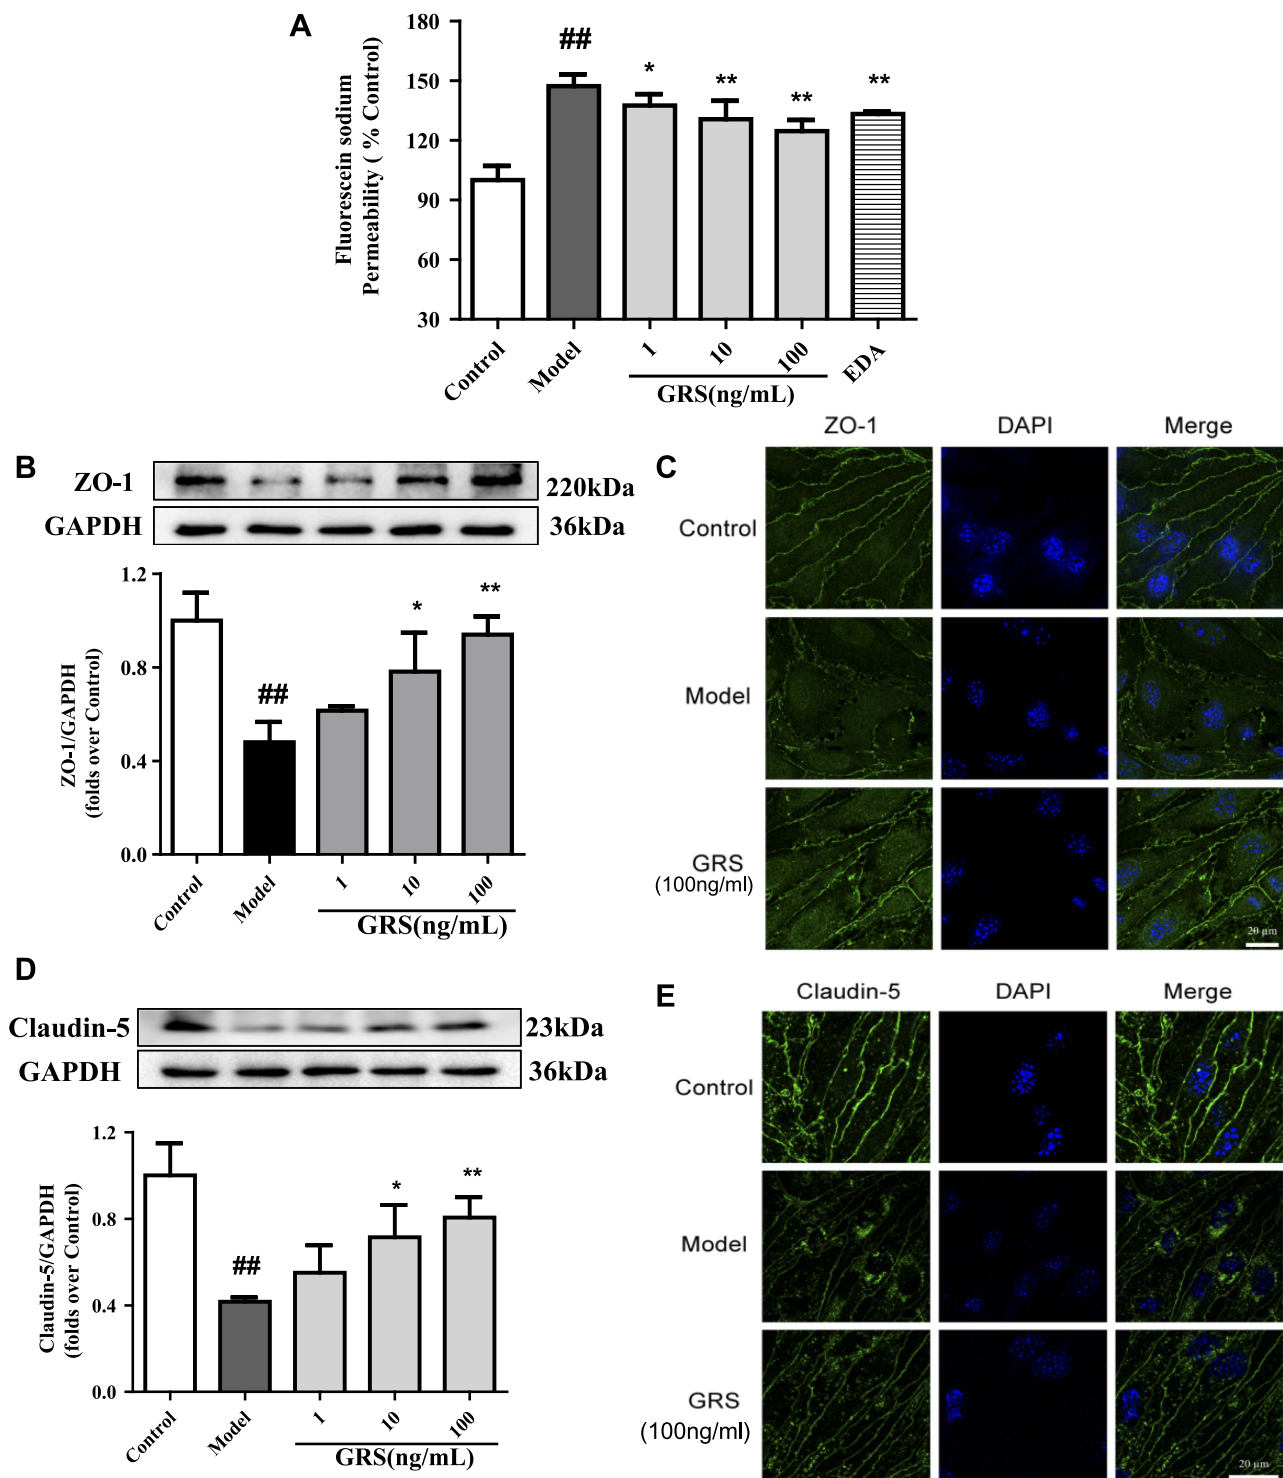 A
Fluorescein sodium
Permeability ( % Control)
180
150
120
90
60
30
##
*
**
**
**
Control
Model
1
10
100
EDA
GRS(ng/mL)
B
ZO-1
220kDa
GAPDH
36kDa
ZO-1/GAPDH
(folds over Control)
1.2
0.8
0.4
0.0
##
*
**
Control
Model
1
10
100
GRS(ng/mL)
C
ZO-1
DAPI
Merge
Control
Model
GRS
(100ng/ml)
20 μm
D
Claudin-5
23kDa
GAPDH
36kDa
Claudin-5/GAPDH
(folds over Control)
1.2
0.8
0.4
0.0
##
*
**
Control
Model
1
10
100
GRS(ng/mL)
E
Claudin-5
DAPI
Merge
Control
Model
GRS
(100ng/ml)
20 μm